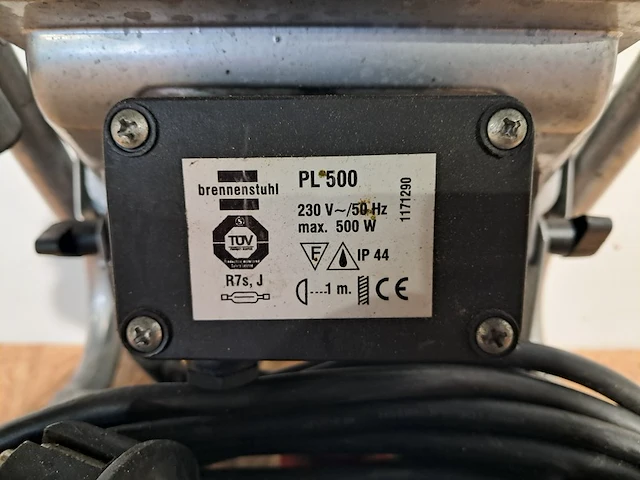 brennenstuhl
PL 500
230 V~/50 Hz
max. 500 W
1171290
S
TÜV
E
IP 44
R7s, J
1 m.
CE